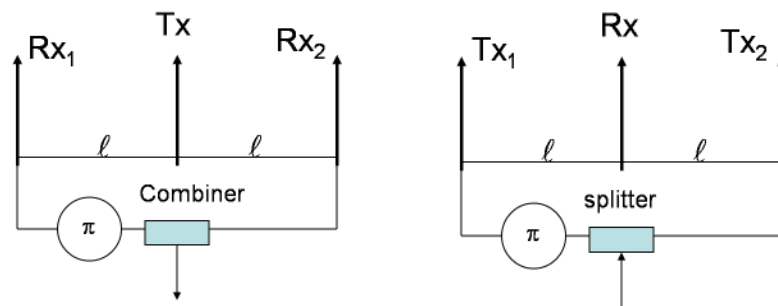 Rx₁ Tx Rx₂
ℓ ℓ
Combiner
π
Tx₁ Rx Tx₂
ℓ ℓ
splitter
π